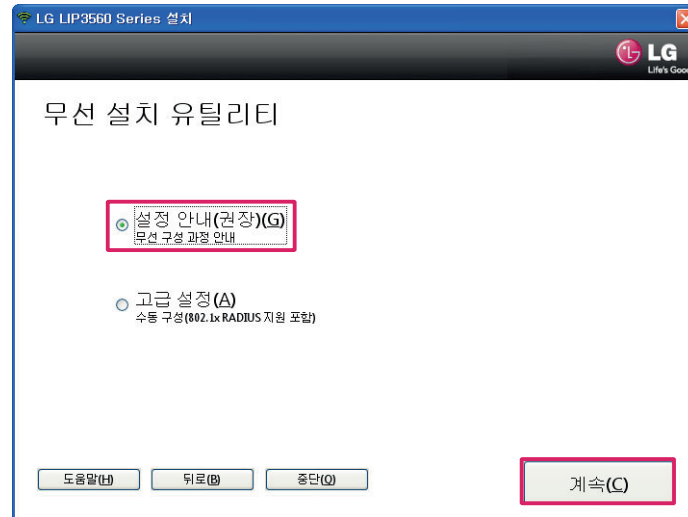 LG LIP3560 Series 설치
LG
Life's Good
무선 설치 유틸리티
설정 안내(권장)(G)
무선 구성 과정 안내
고급 설정(A)
수동 구성(802.1x RADIUS 지원 포함)
도움말(H) 뒤로(B) 중단(O) 계속(C)